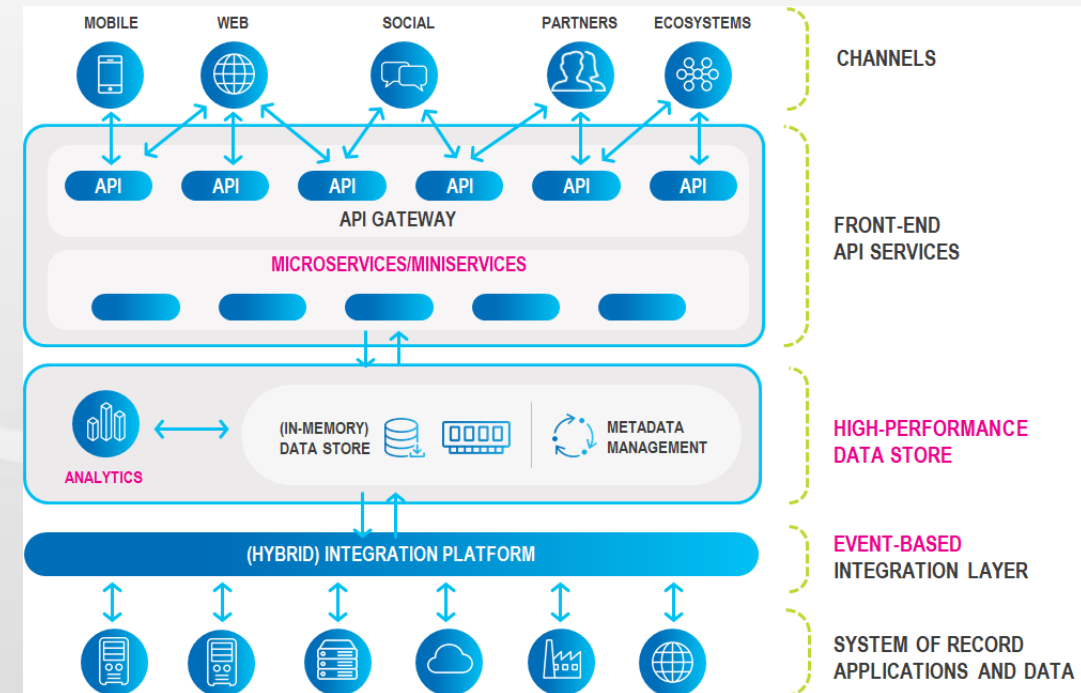 MOBILE
WEB
SOCIAL
PARTNERS
ECOSYSTEMS
CHANNELS
API
API
API
API
API
API
API GATEWAY
FRONT-END
API SERVICES
MICROSERVICES/MINISERVICES
(IN-MEMORY)
DATA STORE
METADATA
MANAGEMENT
ANALYTICS
HIGH-PERFORMANCE
DATA STORE
(HYBRID) INTEGRATION PLATFORM
EVENT-BASED
INTEGRATION LAYER
SYSTEM OF RECORD
APPLICATIONS AND DATA